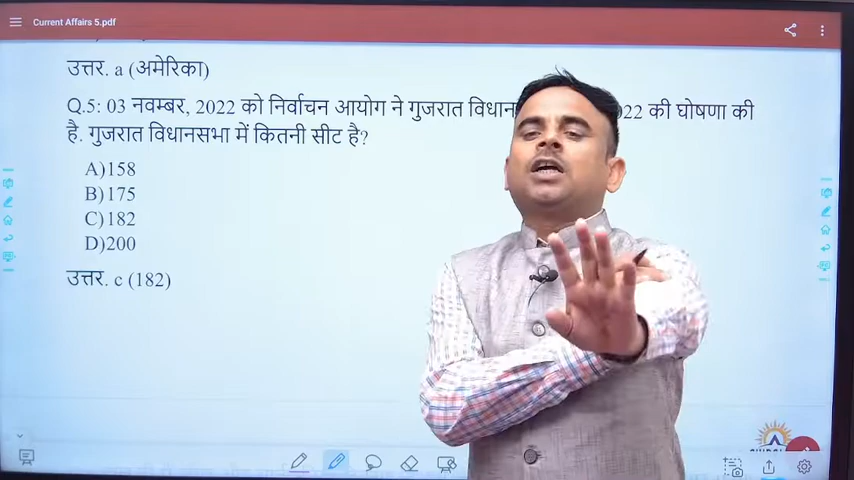 Current Affairs 5.pdf
उत्तर. a (अमेरिका)
Q.5: 03 नवम्बर, 2022 को निर्वाचन आयोग ने गुजरात 2022 की घोषणा की
है. गुजरात विधानसभा में कितनी सीट है?
A)158
B)175
C)182
D)200
उत्तर. c (182)